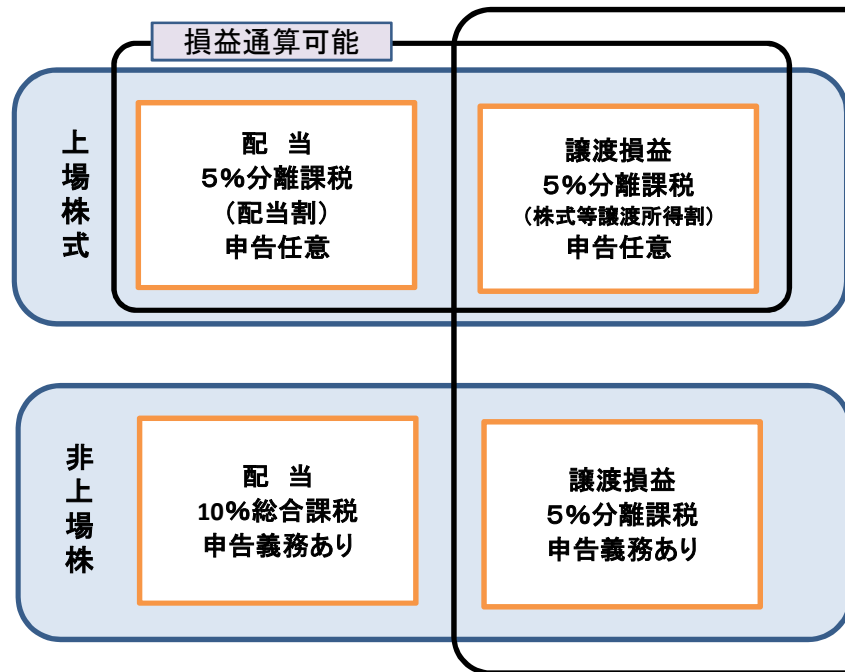 損益通算可能
上場株式
配　当
５％分離課税
（配当割）
申告任意
譲渡損益
５％分離課税
（株式等譲渡所得割）
申告任意
非上場株
配　当
10％総合課税
申告義務あり
譲渡損益
５％分離課税
申告義務あり